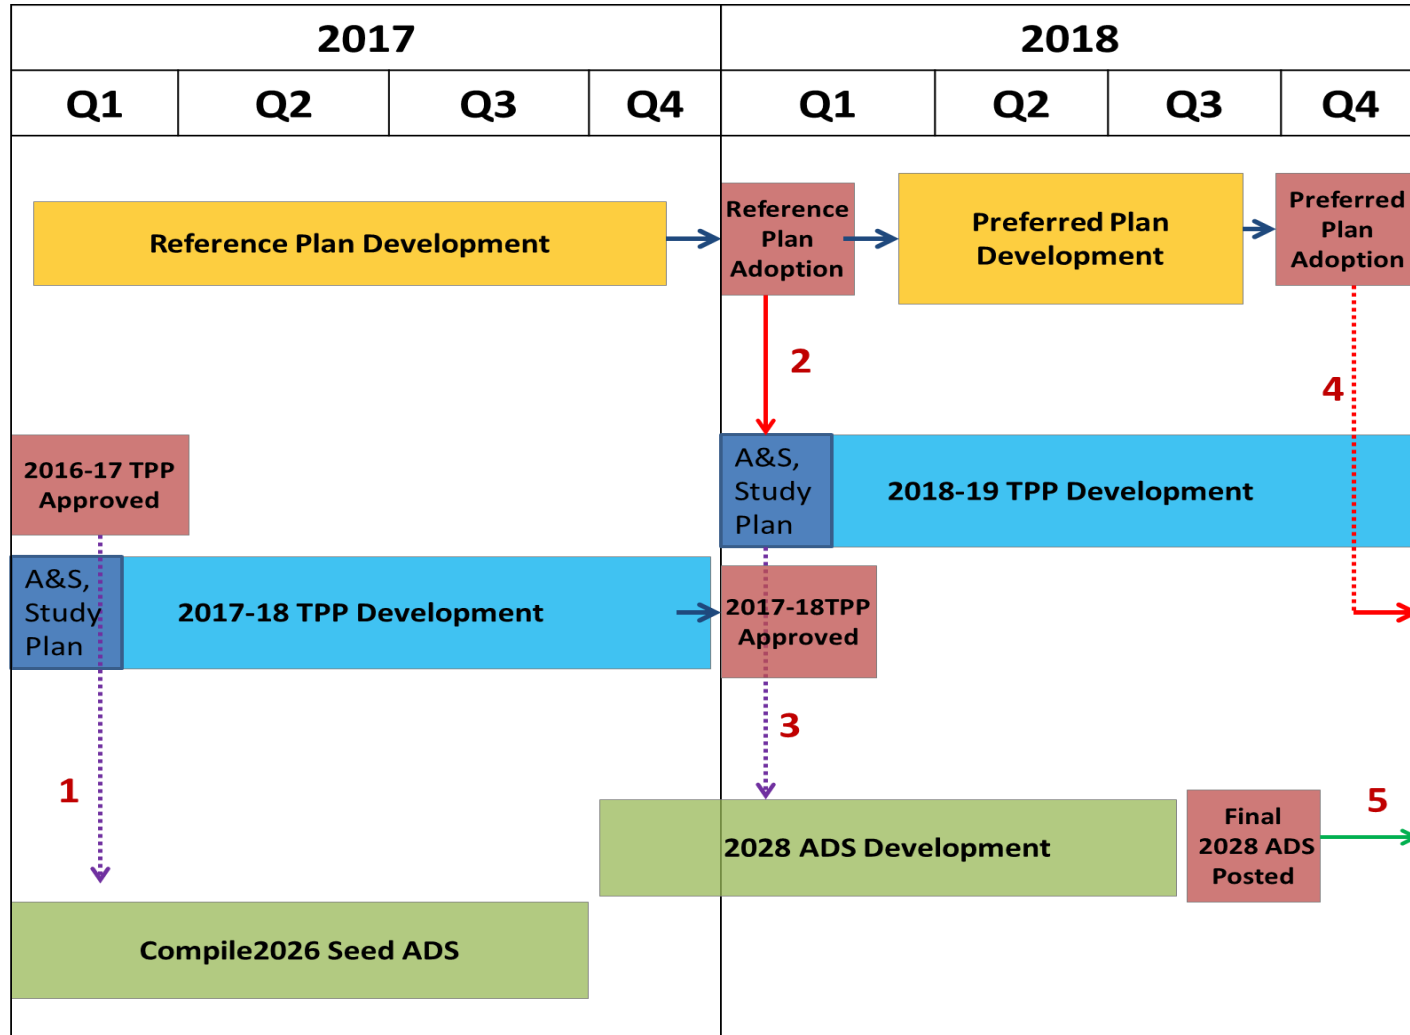 2017
2018
Q1
Q2
Q3
Q4
Q1
Q2
Q3
Q4
Reference Plan Development
Reference
Plan
Adoption
Preferred Plan
Development
Preferred
Plan
Adoption
2
4
2016-17 TPP
Approved
A&S,
Study
Plan
2018-19 TPP Development
A&S,
Study
Plan
2017-18 TPP Development
2017-18TPP
Approved
3
1
5
2028 ADS Development
Final
2028 ADS
Posted
Compile2026 Seed ADS